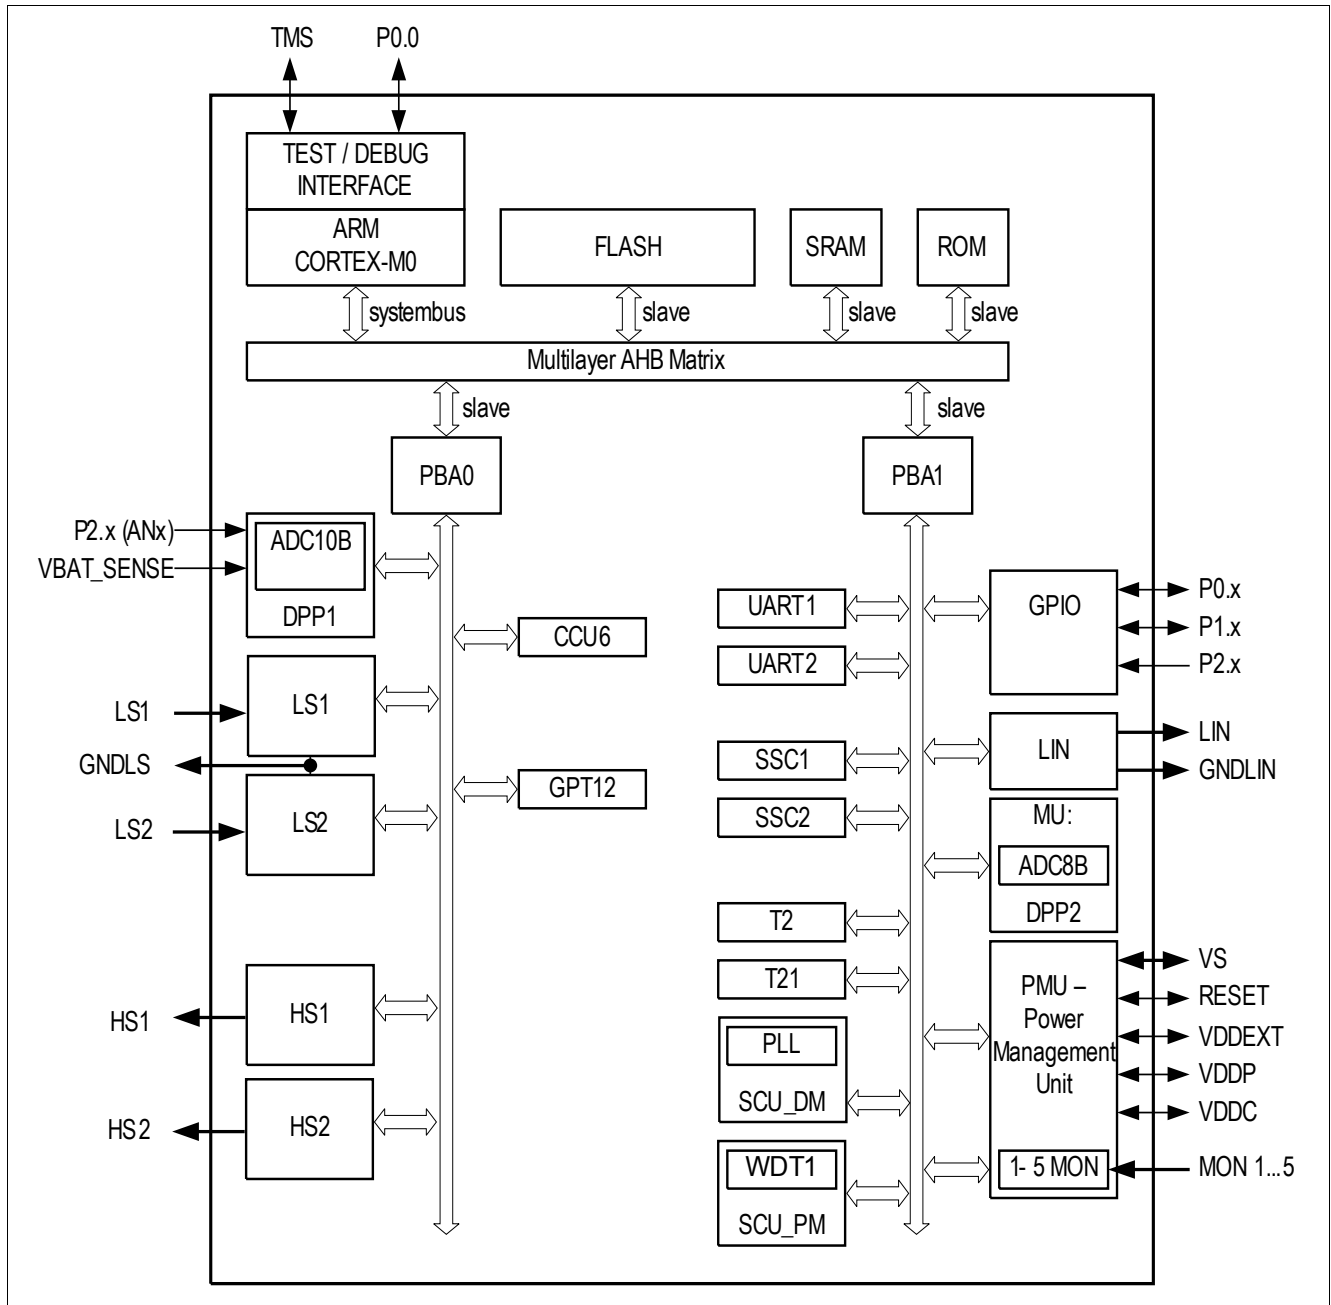 TMS
P0.0
TEST / DEBUG
INTERFACE
ARM
CORTEX-M0
FLASH
SRAM
ROM
systembus
slave
slave
slave
Multilayer AHB Matrix
slave
slave
PBA0
PBA1
P2.x (ANx)
VBAT_SENSE
ADC10B
DPP1
CCU6
LS1
LS1
GNDLS
GPT12
LS2
LS2
HS1
HS1
HS2
HS2
UART1
UART2
SSC1
SSC2
T2
T21
PLL
SCU_DM
WDT1
SCU_PM
GPIO
P0.x
P1.x
P2.x
LIN
LIN
GNDLIN
MU:
ADC8B
DPP2
PMU –
Power
Management
Unit
1- 5 MON
VS
RESET
VDDEXT
VDDP
VDDC
MON 1...5